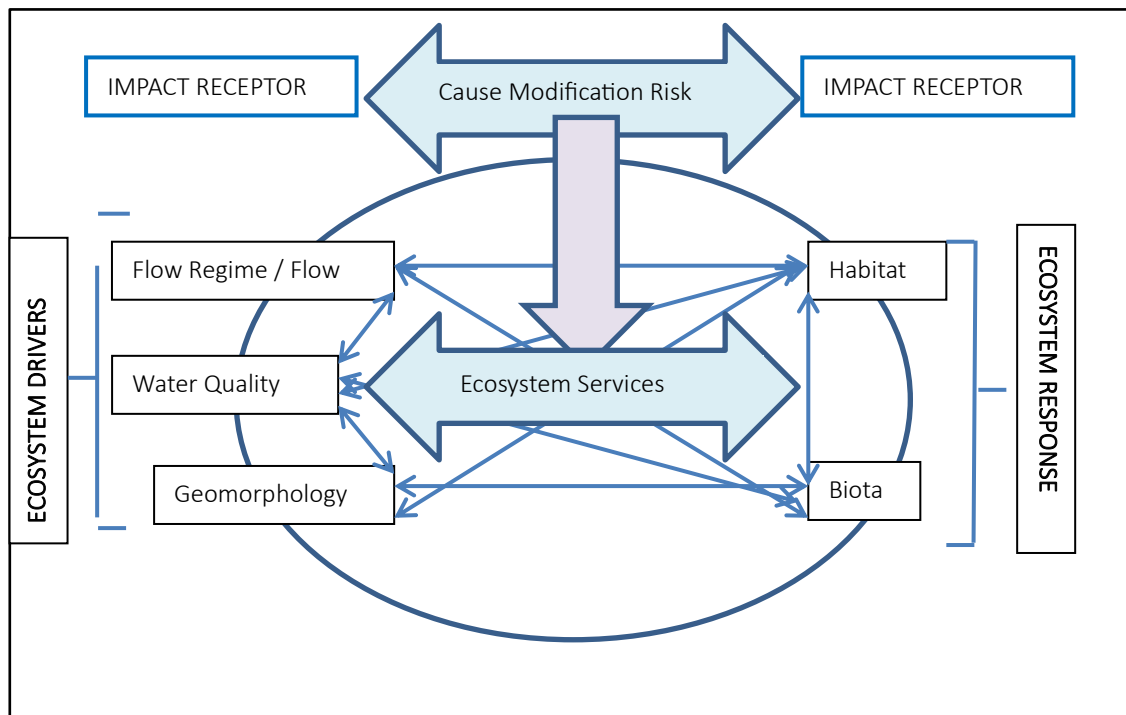 IMPACT RECEPTOR
Cause Modification Risk
IMPACT RECEPTOR
ECOSYSTEM DRIVERS
Flow Regime / Flow
Water Quality
Geomorphology
Ecosystem Services
Habitat
Biota
ECOSYSTEM RESPONSE